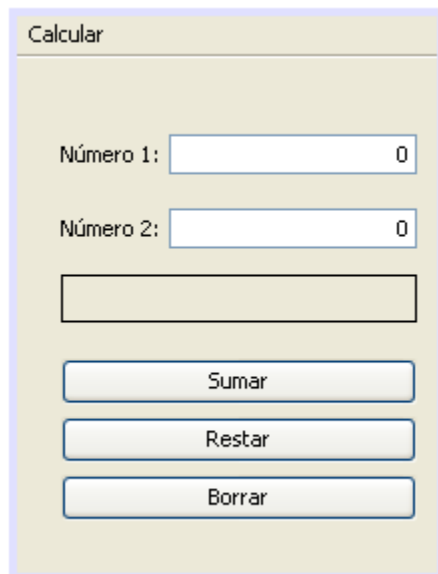 Calcular
Número 1: 0
Número 2: 0
Sumar
Restar
Borrar